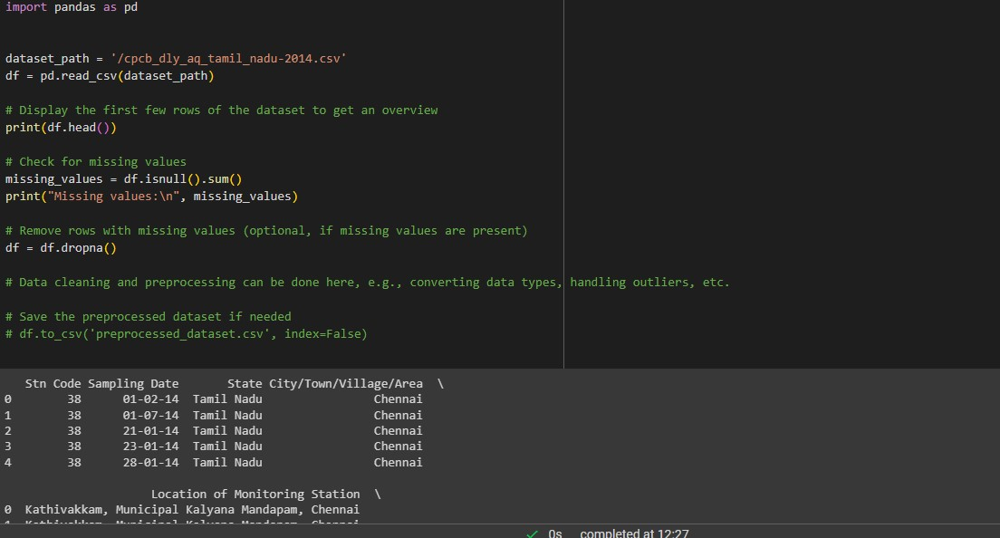 import pandas as pd
dataset_path = '/cpcb_dly_aq_tamil_nadu-2014.csv'
df = pd.read_csv(dataset_path)
# Display the first few rows of the dataset to get an overview
print(df.head())
# Check for missing values
missing_values = df.isnull().sum()
print("Missing values:\n", missing_values)
# Remove rows with missing values (optional, if missing values are present)
df = df.dropna()
# Data cleaning and preprocessing can be done here, e.g., converting data types, handling outliers, etc.
# Save the preprocessed dataset if needed
# df.to_csv('preprocessed_dataset.csv', index=False)
Stn Code Sampling Date State City/Town/Village/Area \
0 38 01-02-14 Tamil Nadu Chennai
1 38 01-07-14 Tamil Nadu Chennai
2 38 21-01-14 Tamil Nadu Chennai
3 38 23-01-14 Tamil Nadu Chennai
4 38 28-01-14 Tamil Nadu Chennai
Location of Monitoring Station \
0 Kathivakkam, Municipal Kalyana Mandapam, Chennai
1 Kathivakkam, Municipal Kalyana Mandapam, Chennai
0s completed at 12:27